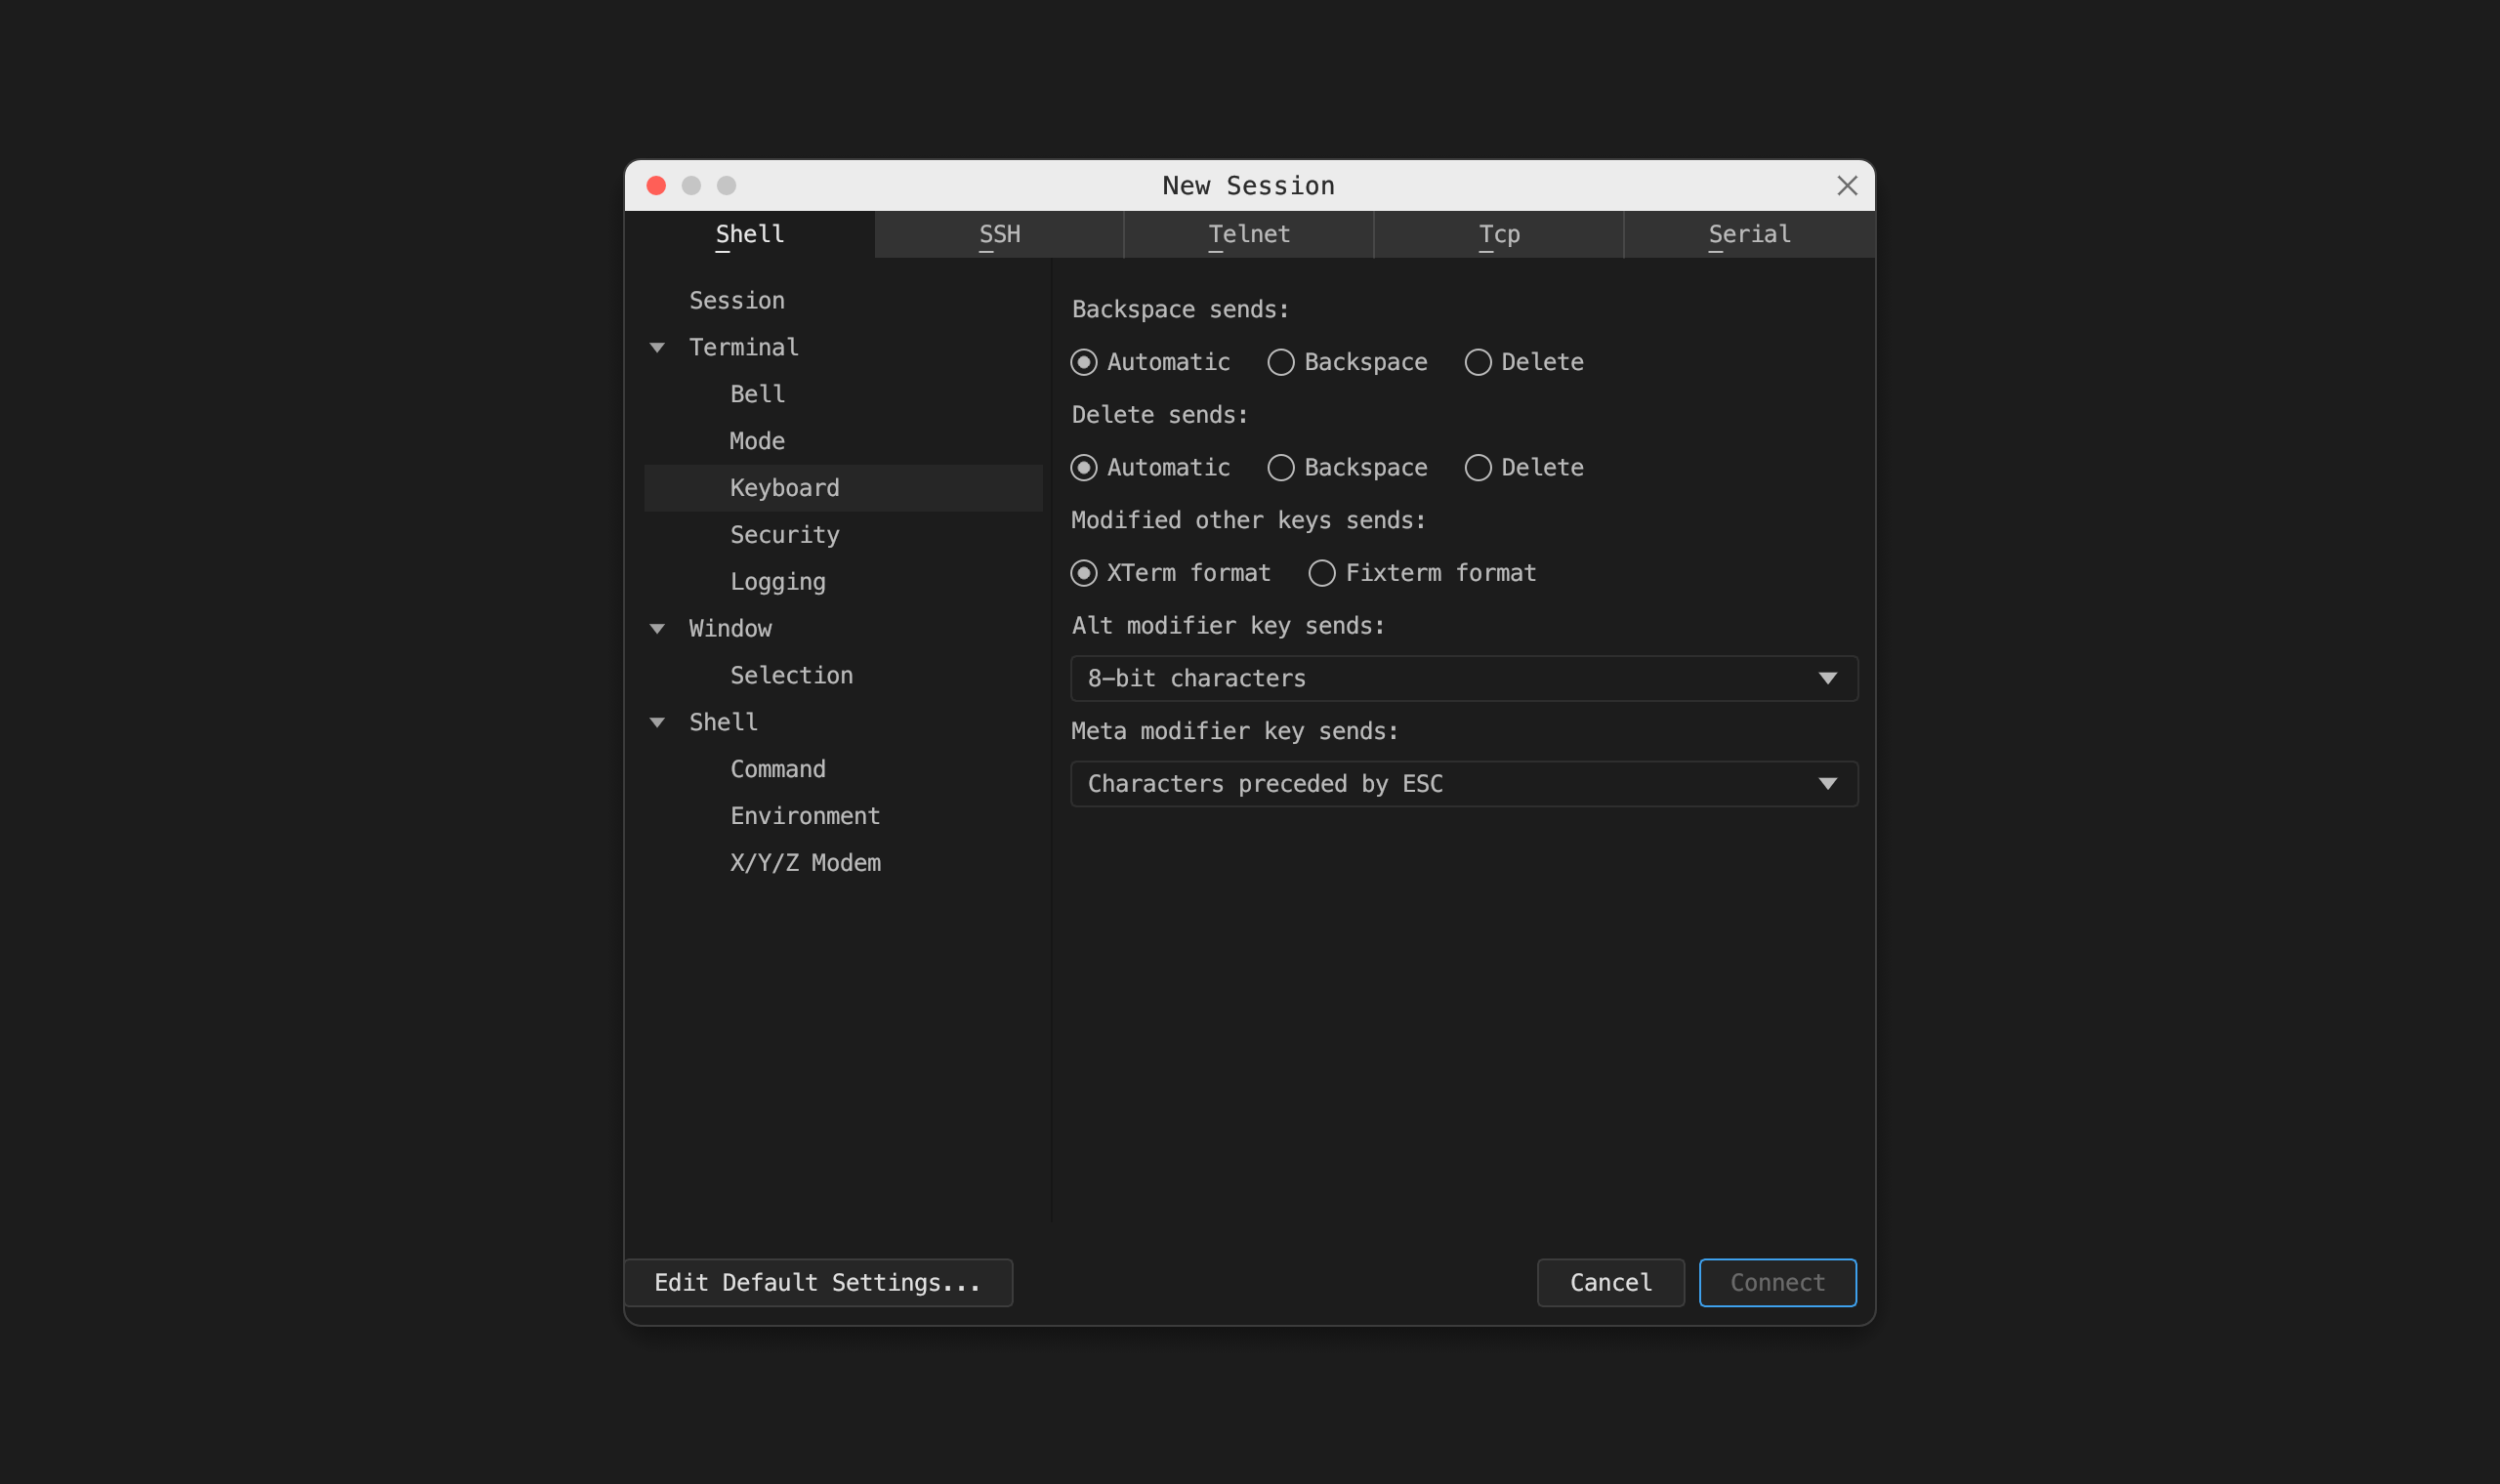 New Session
Shell SSH Telnet Tcp Serial
Session
Terminal
Bell
Mode
Keyboard
Security
Logging
Window
Selection
Shell
Command
Environment
X/Y/Z Modem
Backspace sends:
Automatic Backspace Delete
Delete sends:
Automatic Backspace Delete
Modified other keys sends:
XTerm format Fixterm format
Alt modifier key sends:
8-bit characters
Meta modifier key sends:
Characters preceded by ESC
Edit Default Settings... Cancel Connect